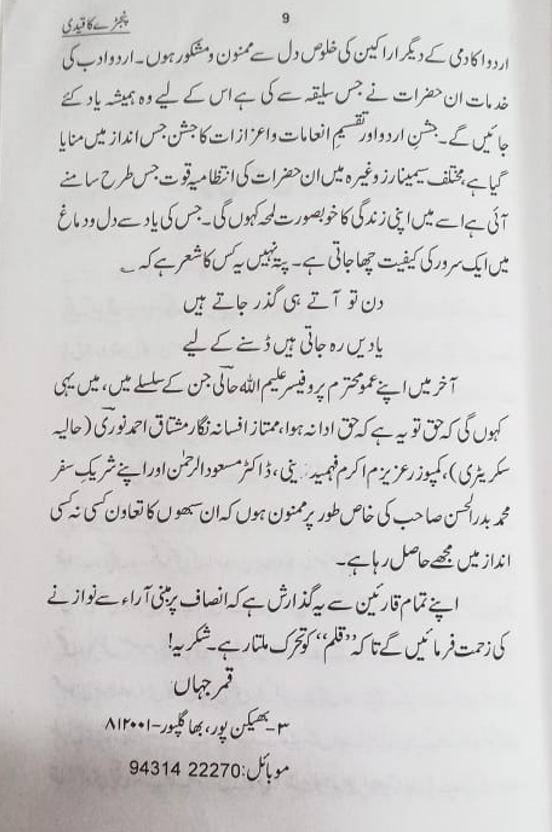 پنجڑے کا قیدی
9
اردو اکادمی کے دیگر اراکین کی خلوص دل سے ممنون و مشکور ہوں۔ اردو ادب کی
خدمات ان حضرات نے جس سلیقہ سے کی ہے اس کے لیے وہ ہمیشہ یاد کئے
جائیں گے۔ جشنِ اردو اور تقسیمِ انعامات و اعزازات کا جشن جس انداز میں منایا
گیا ہے، مختلف سیمینارز وغیرہ میں ان حضرات کی انتظامیہ قوت جس طرح سامنے
آئی ہے اسے میں اپنی زندگی کا خوبصورت لمحہ کہوں گی۔ جس کی یاد سے دل و دماغ
میں ایک سرور کی کیفیت چھا جاتی ہے۔ پتہ نہیں یہ کس کا شعر ہے کہ ؎
دن تو آتے ہی گذر جاتے ہیں
یادیں رہ جاتی ہیں ڈسنے کے لیے
آخر میں اپنے عمو محترم پروفیسر علیم اللہ حالؔی جن کے سلسلے میں، میں یہی
کہوں گی کہ حق تو یہ ہے کہ حق ادا نہ ہوا، ممتاز افسانہ نگار مشتاق احمد نورؔی (حالیہ
سکریٹری)، کمپوزر عزیزم اکرم فہمید، ڈاکٹر مسعود الرحمٰن اور اپنے شریکِ سفر
محمد بدر الحسن صاحب کی خاص طور پر ممنون ہوں کہ ان سبھوں کا تعاون کسی نہ کسی
انداز میں مجھے حاصل رہا ہے۔
اپنے تمام قارئین سے یہ گذارش ہے کہ انصاف پر مبنی آراء سے نوازنے
کی زحمت فرمائیں گے تاکہ ”قلم“ کو تحرک ملتا رہے۔ شکریہ!
قمر جہاں
۳-بھیکن پور، بھاگلپور-۸۱۲۰۰۱
موبائل: 94314 22270